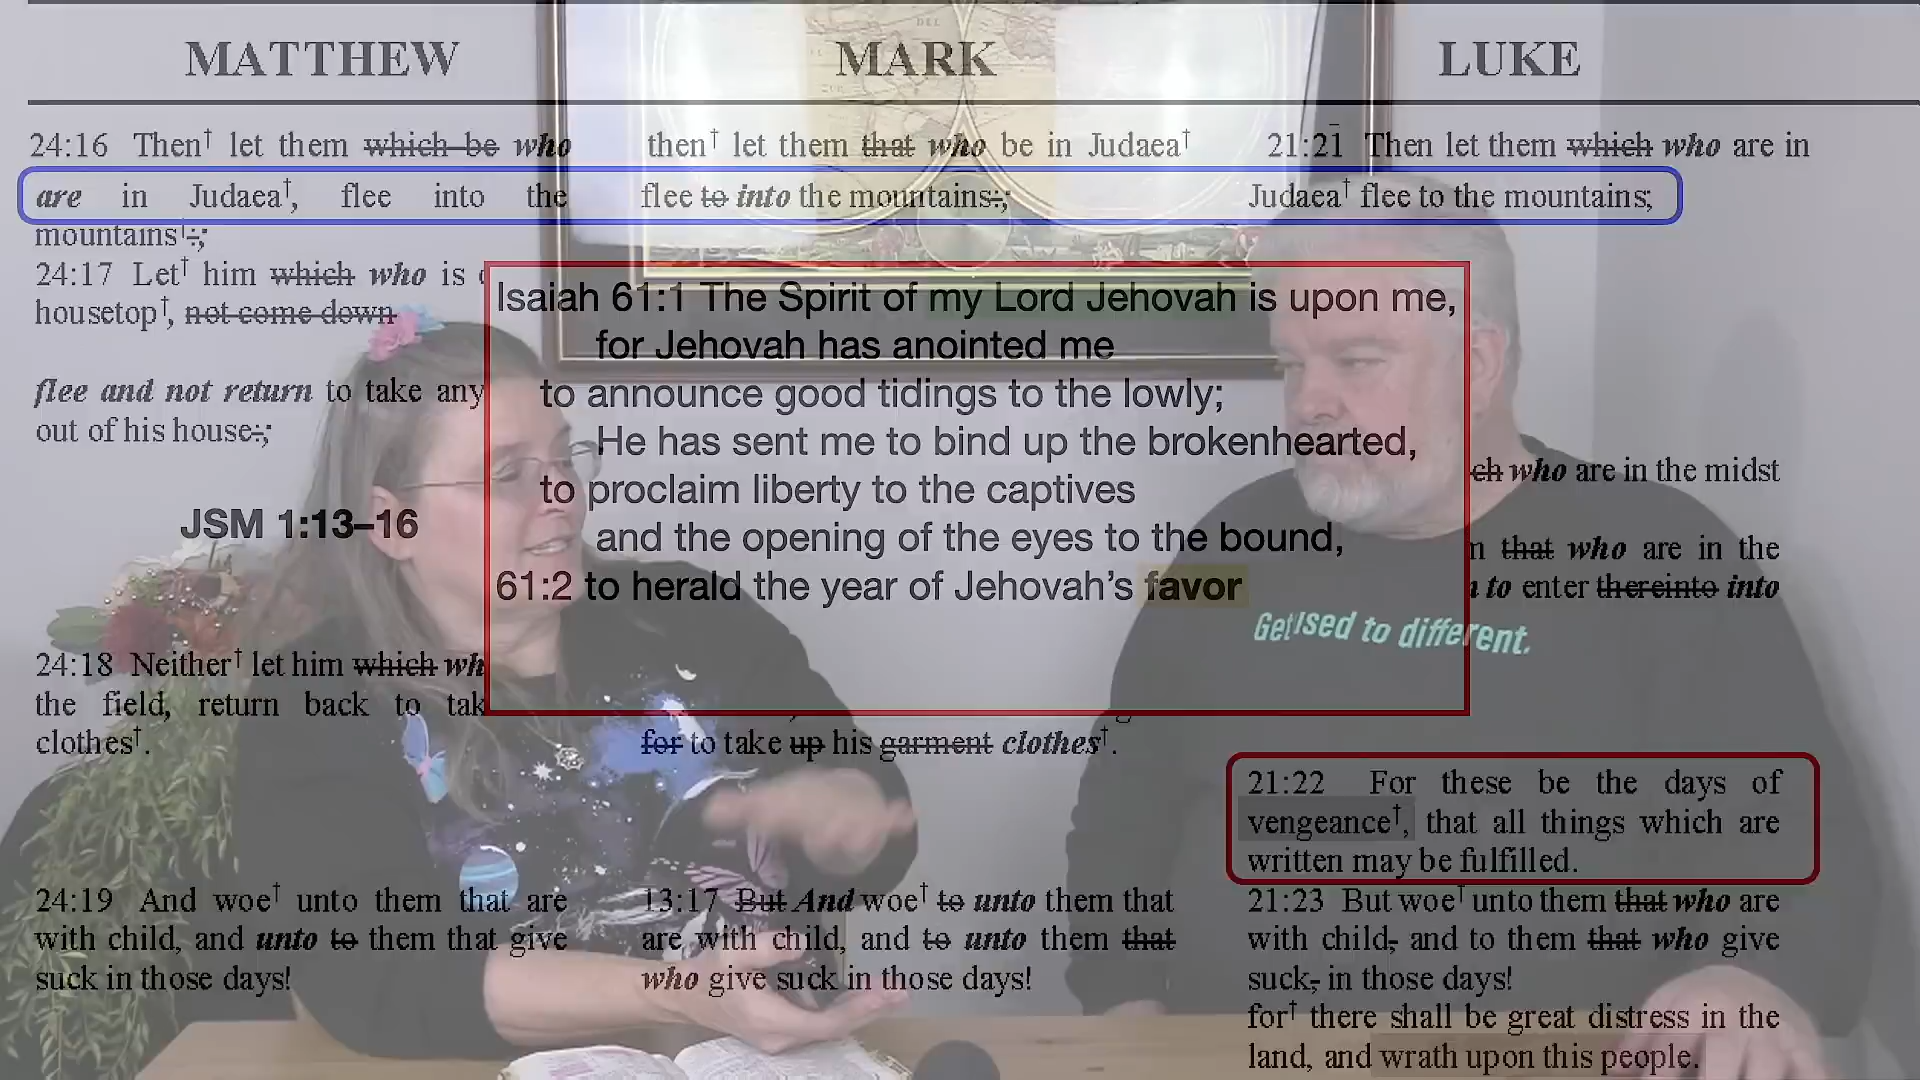 MATTHEW
MARK
LUKE
24:16 Then† let them which be who
are in Judaea†, flee into the
mountains†:;
24:17 Let† him which who is
housetop†, not come down
flee and not return to take any
out of his house:;
JSM 1:13–16
24:18 Neither† let him which
the field, return back to
clothes†.
24:19 And woe† unto them that are
with child, and unto to them that give
suck in those days!
then† let them that who be in Judaea†
flee to into the mountains:;
Isaiah 61:1 The Spirit of my Lord Jehovah is upon me,
for Jehovah has anointed me
to announce good tidings to the lowly;
He has sent me to bind up the brokenhearted,
to proclaim liberty to the captives
and the opening of the eyes to the bound,
61:2 to herald the year of Jehovah’s favor
for to take up his garment clothes†.
13:17 But And woe† to unto them that
are with child, and to unto them that
who give suck in those days!
21:21 Then let them which who are in
Judaea† flee to the mountains;
who are in the midst
that who are in the
to enter thereinto into
Get used to different.
21:22 For these be the days of
vengeance†, that all things which are
written may be fulfilled.
21:23 But woe† unto them that who are
with child, and to them that who give
suck, in those days!
for† there shall be great distress in the
land, and wrath upon this people.